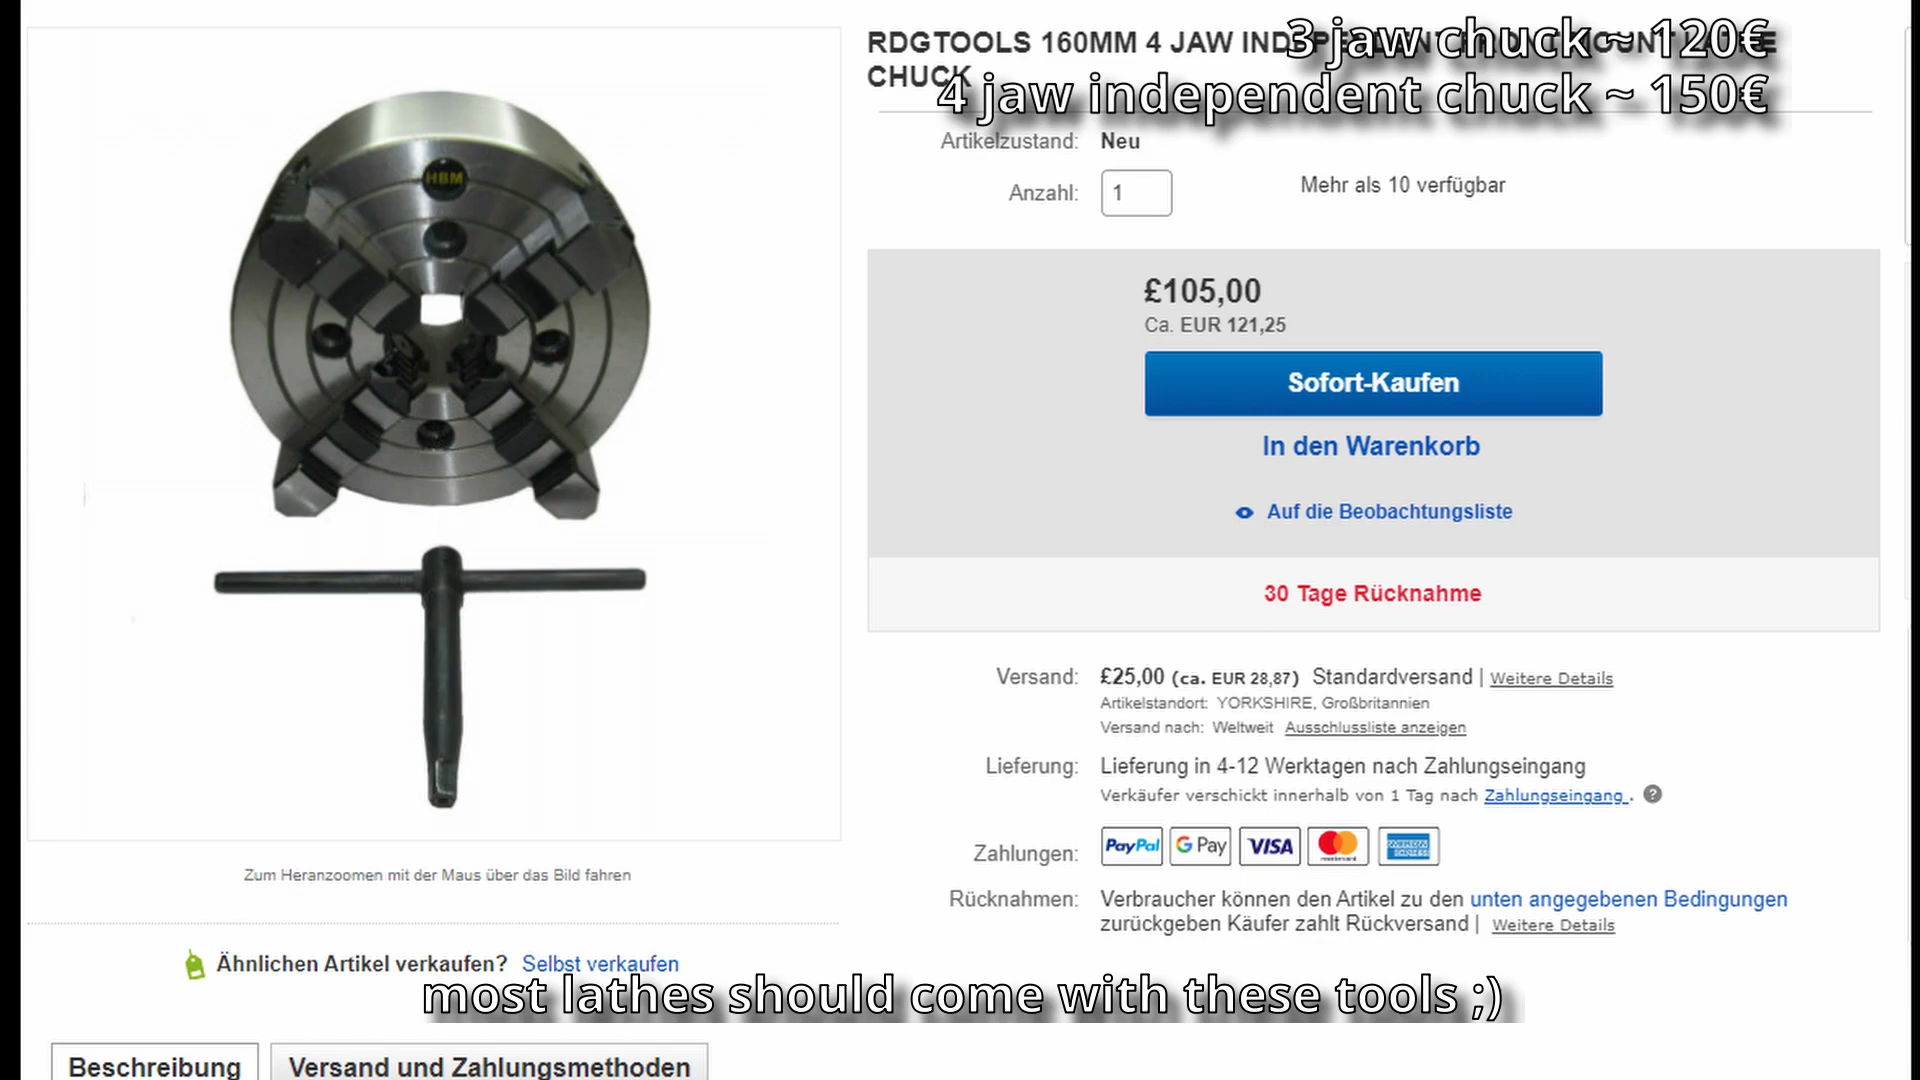 3 jaw chuck ~ 120€
4 jaw independent chuck ~ 150€
RDGTOOLS 160MM 4 JAW INDEPENDENT FRONT MOUNT
CHUCK
HBM
Artikelzustand: Neu
Anzahl: 1 Mehr als 10 verfügbar
£105,00
Ca. EUR 121,25
Sofort-Kaufen
In den Warenkorb
Auf die Beobachtungsliste
30 Tage Rücknahme
Versand: £25,00 (ca. EUR 28,87) Standardversand | Weitere Details
Artikelstandort: YORKSHIRE, Großbritannien
Versand nach: Weltweit Ausschlussliste anzeigen
Lieferung: Lieferung in 4-12 Werktagen nach Zahlungseingang
Verkäufer verschickt innerhalb von 1 Tag nach Zahlungseingang . ?
Zahlungen: PayPal G Pay VISA mastercard AMERICAN EXPRESS
Rücknahmen: Verbraucher können den Artikel zu den unten angegebenen Bedingungen
zurückgeben Käufer zahlt Rückversand | Weitere Details
Zum Heranzoomen mit der Maus über das Bild fahren
Ähnlichen Artikel verkaufen? Selbst verkaufen
most lathes should come with these tools ;)
Beschreibung
Versand und Zahlungsmethoden